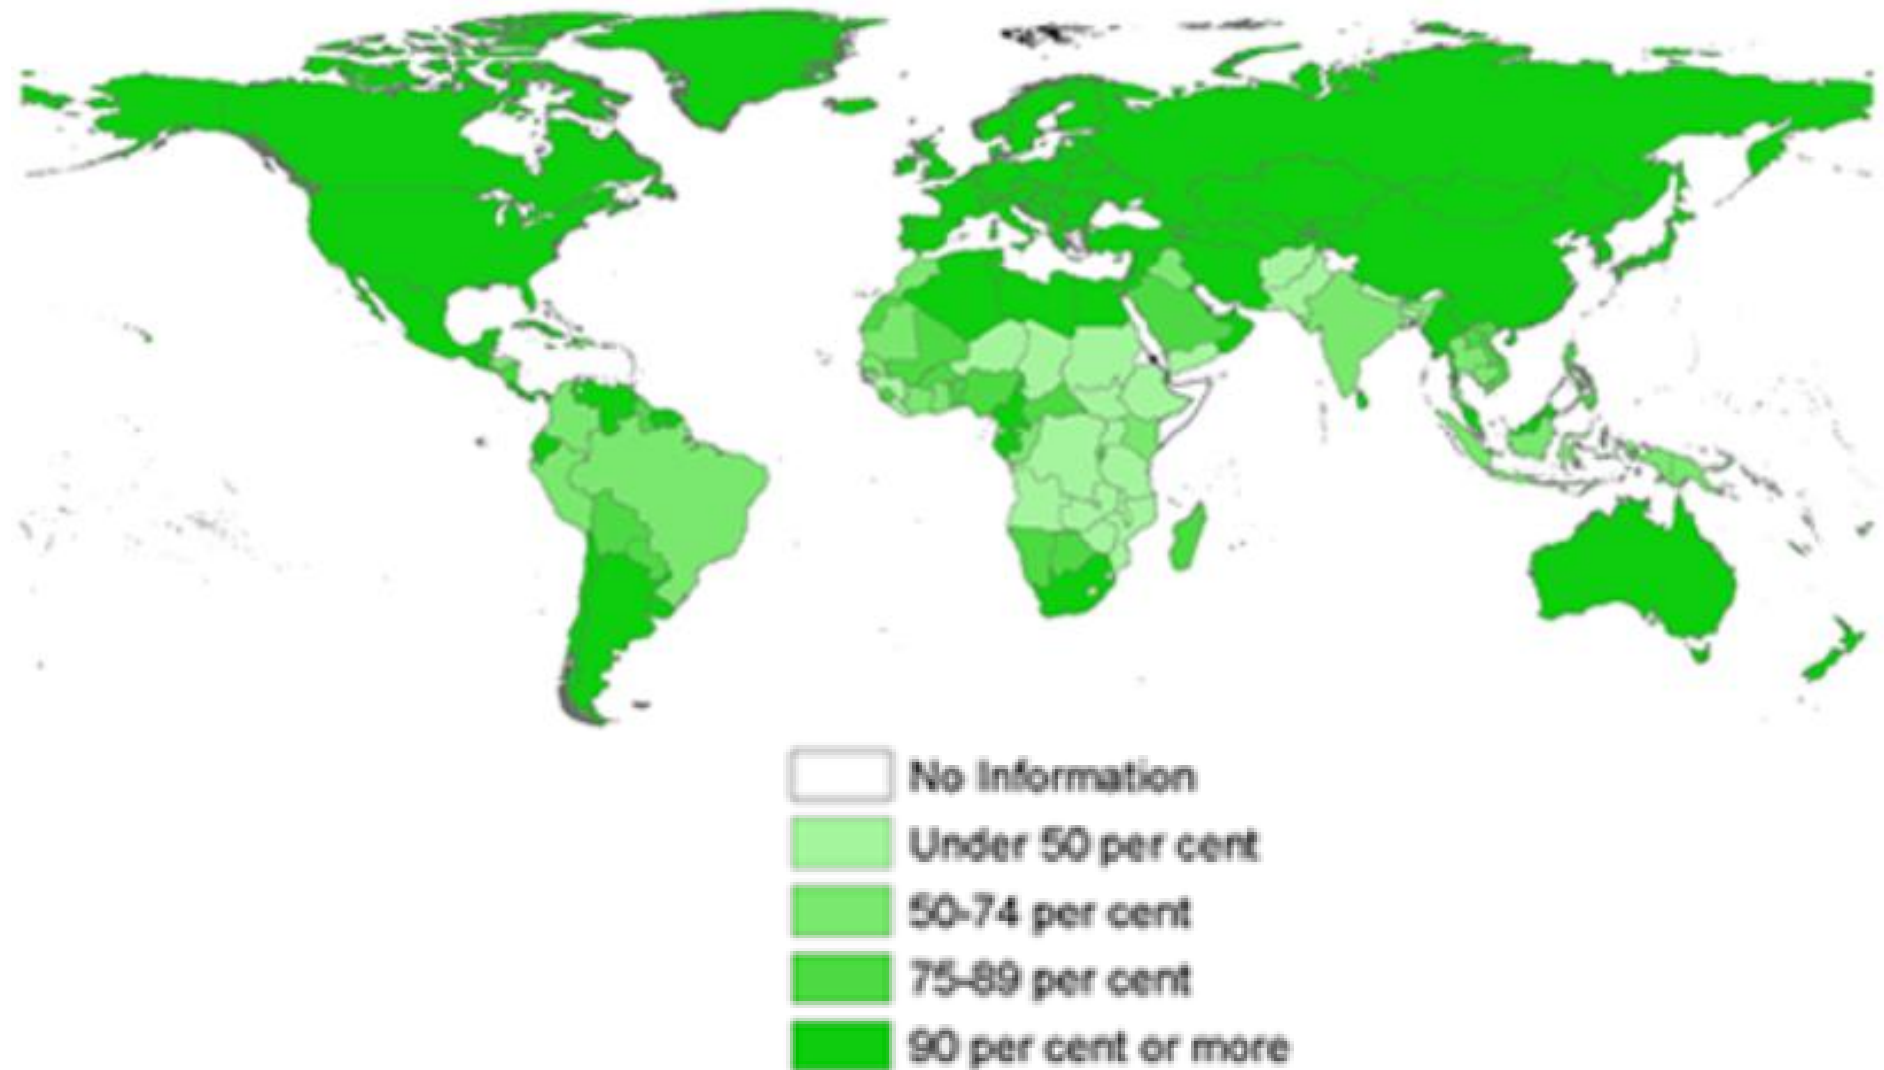 No Information
Under 50 per cent
50-74 per cent
75-89 per cent
90 per cent or more